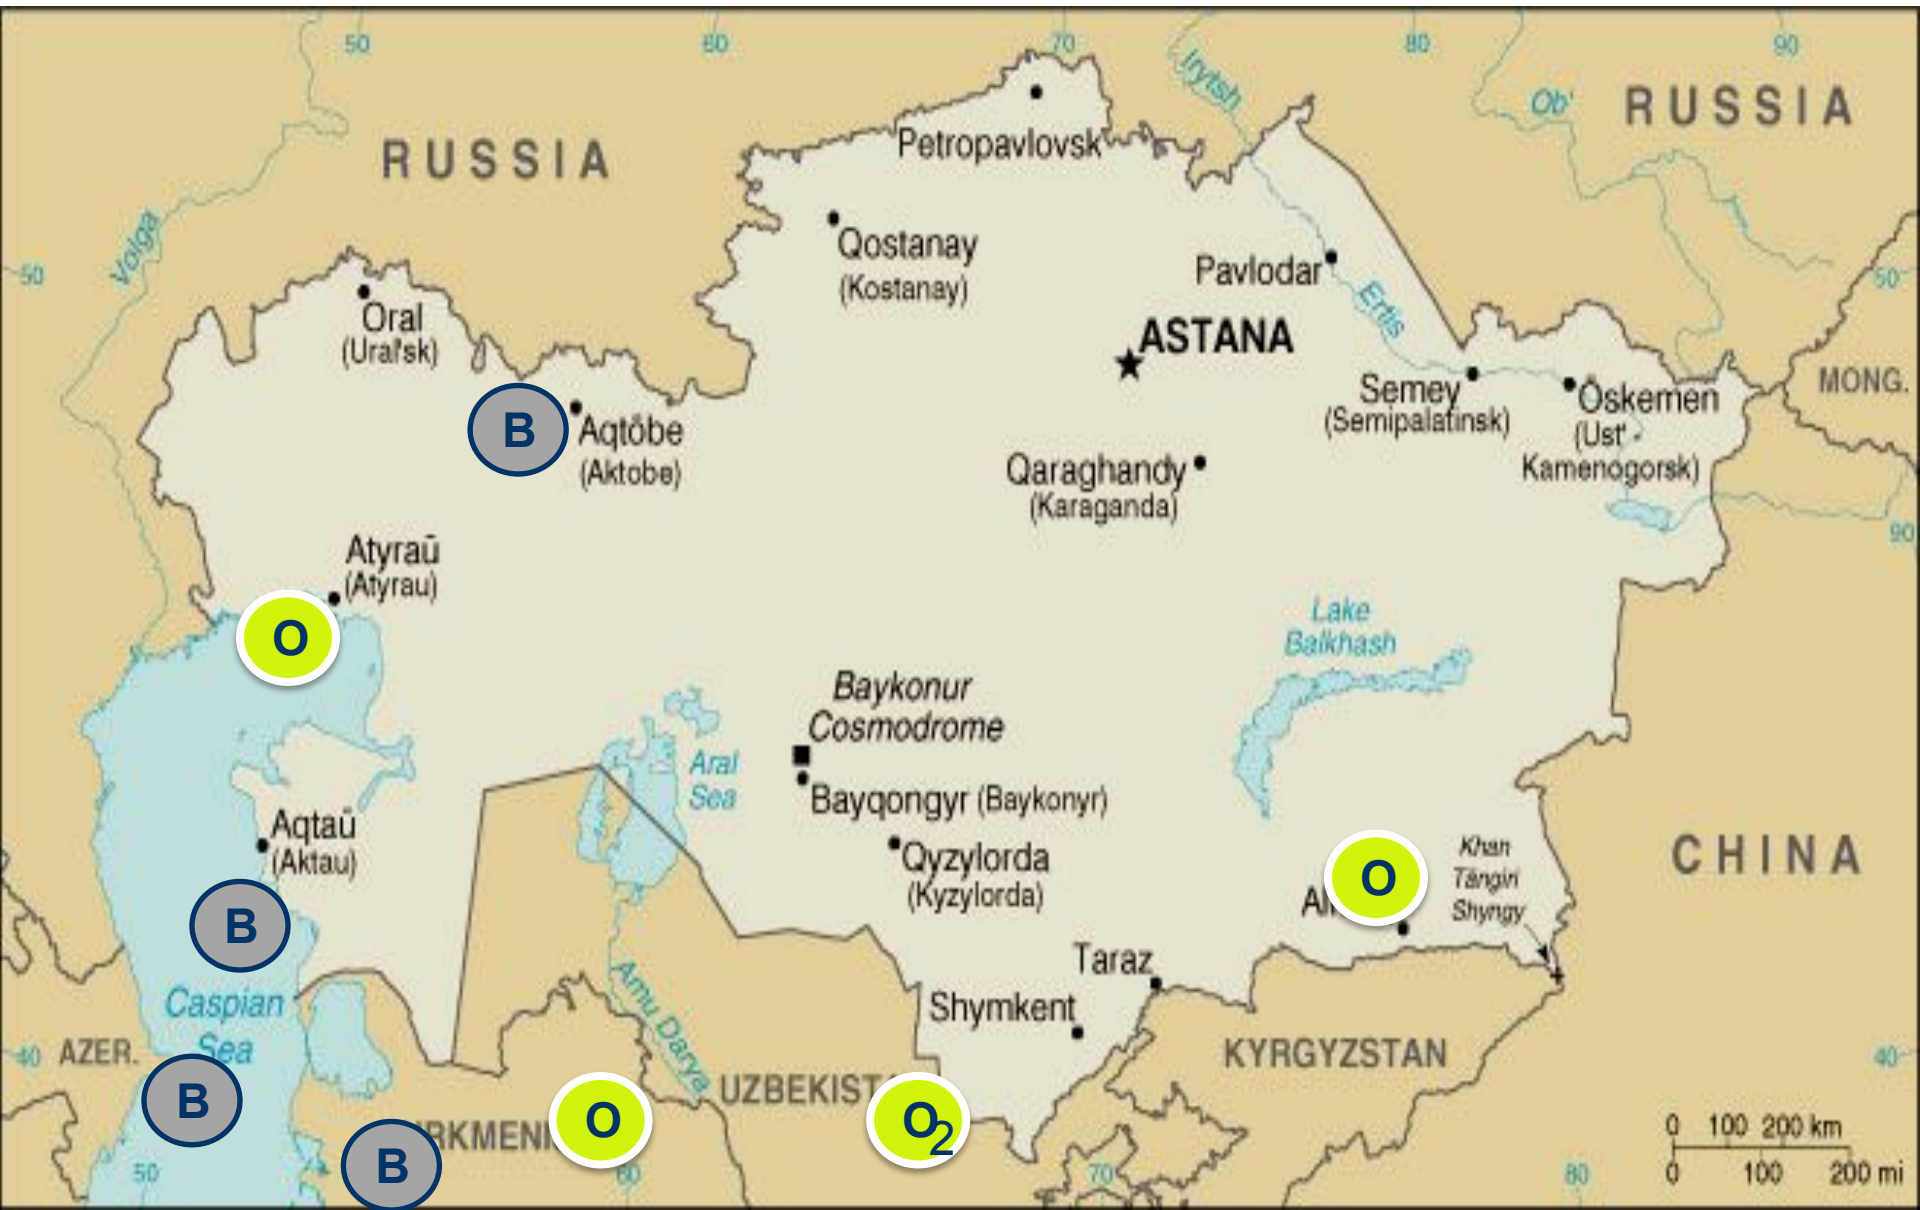 50
60
70
80
90
Irytsh
Ob'
RUSSIA
RUSSIA
Petropavlovsk
Volga
Qostanay
(Kostanay)
50
50
Pavlodar
Ertis
Oral
(Ural'sk)
ASTANA
MONG.
Semey
(Semipalatinsk)
Öskemen
(Ust'
Kamenogorsk)
B
Aqtöbe
(Aktobe)
Qaraghandy
(Karaganda)
90
Atyraū
(Atyrau)
O
Lake
Balkhash
Baykonur
Cosmodrome
Aral
Sea
Bayqongyr (Baykonyr)
Aqtaū
(Aktau)
Qyzylorda
(Kyzylorda)
O
Khan
Tängiri
Shyngy
CHINA
B
Taraz
Shymkent
Caspian
Sea
Amu Darya
40
AZER.
KYRGYZSTAN
40
B
UZBEKIST
O
O2
RKMEN
B
0 100 200 km
0 100 200 mi
50
60
70
80